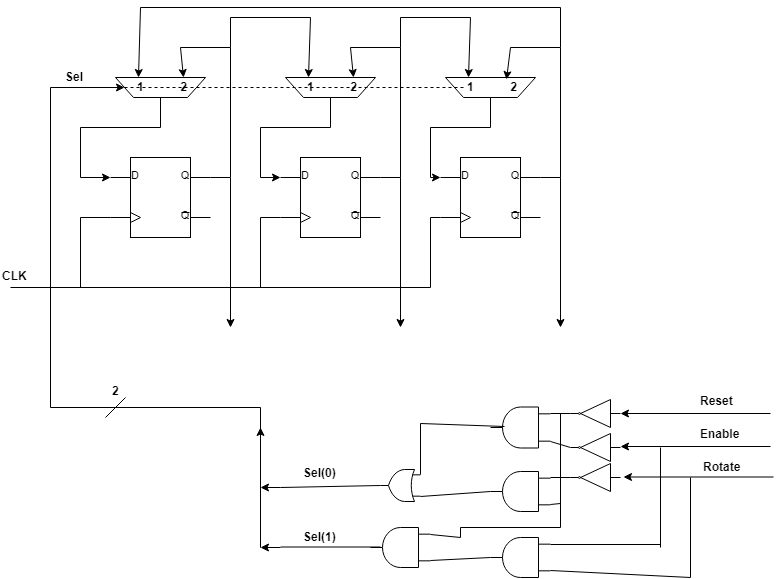 Sel
1 2
1 2
1 2
D Q
Q̅
D Q
Q̅
D Q
Q̅
CLK
2
Reset
Enable
Rotate
Sel(0)
Sel(1)